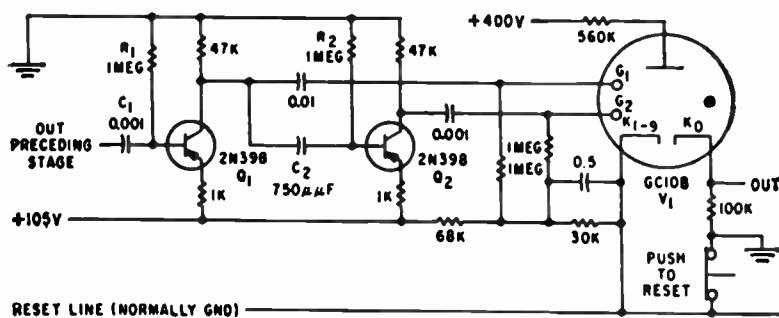 +400V
560K
R1
1MEG
47K
R2
1MEG
47K
G1
G2
K1-9
K0
C1
0.001
0.01
0.001
OUT
PRECEDING
STAGE
2N398
Q1
C2
750µµF
2N398
Q2
1MEG
1MEG
0.5
GC10B
V1
OUT
1K
1K
100K
+105V
68K
30K
PUSH
TO
RESET
RESET LINE (NORMALLY GND)